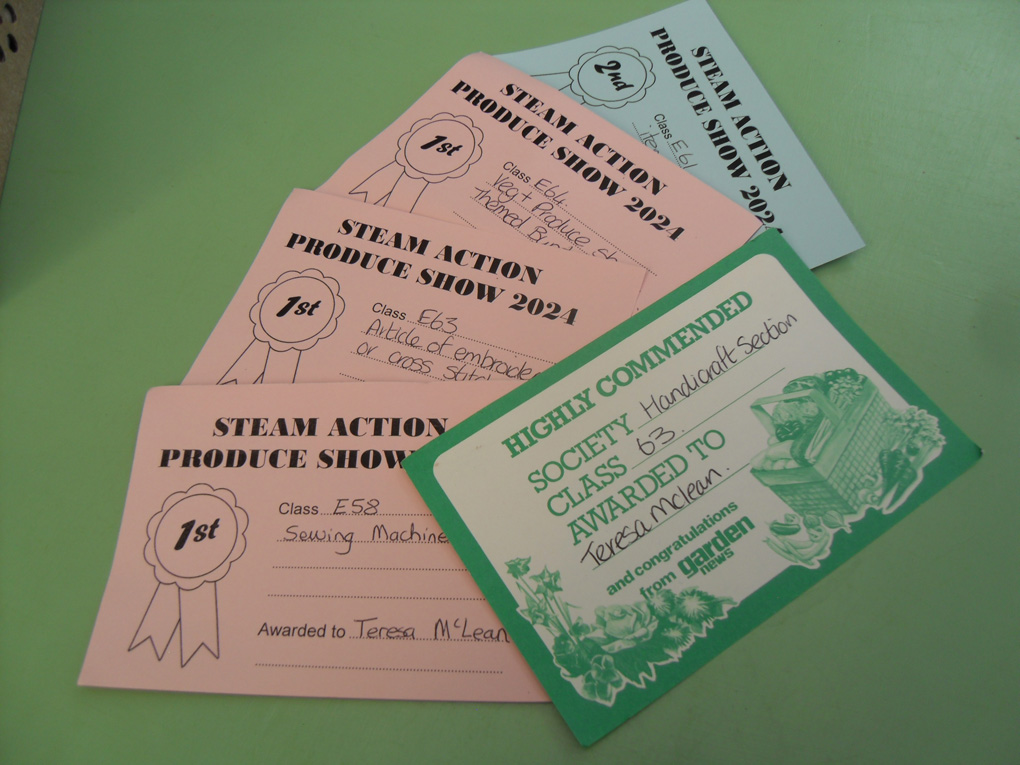 STEAM ACTION
PRODUCE SHOW 2024
2nd
Class E61
STEAM ACTION
PRODUCE SHOW 2024
1st
Class E64
Veg + Produce
Themed
STEAM ACTION
PRODUCE SHOW 2024
1st
Class E63
Article of embroide
or cross stitc
STEAM ACTION
PRODUCE SHOW
1st
Class E58
Sewing Machine
Awarded to Teresa McLean
HIGHLY COMMENDED
SOCIETY Handicraft Section
CLASS 63.
AWARDED TO
Teresa Mclean.
and congratulations
from garden
news